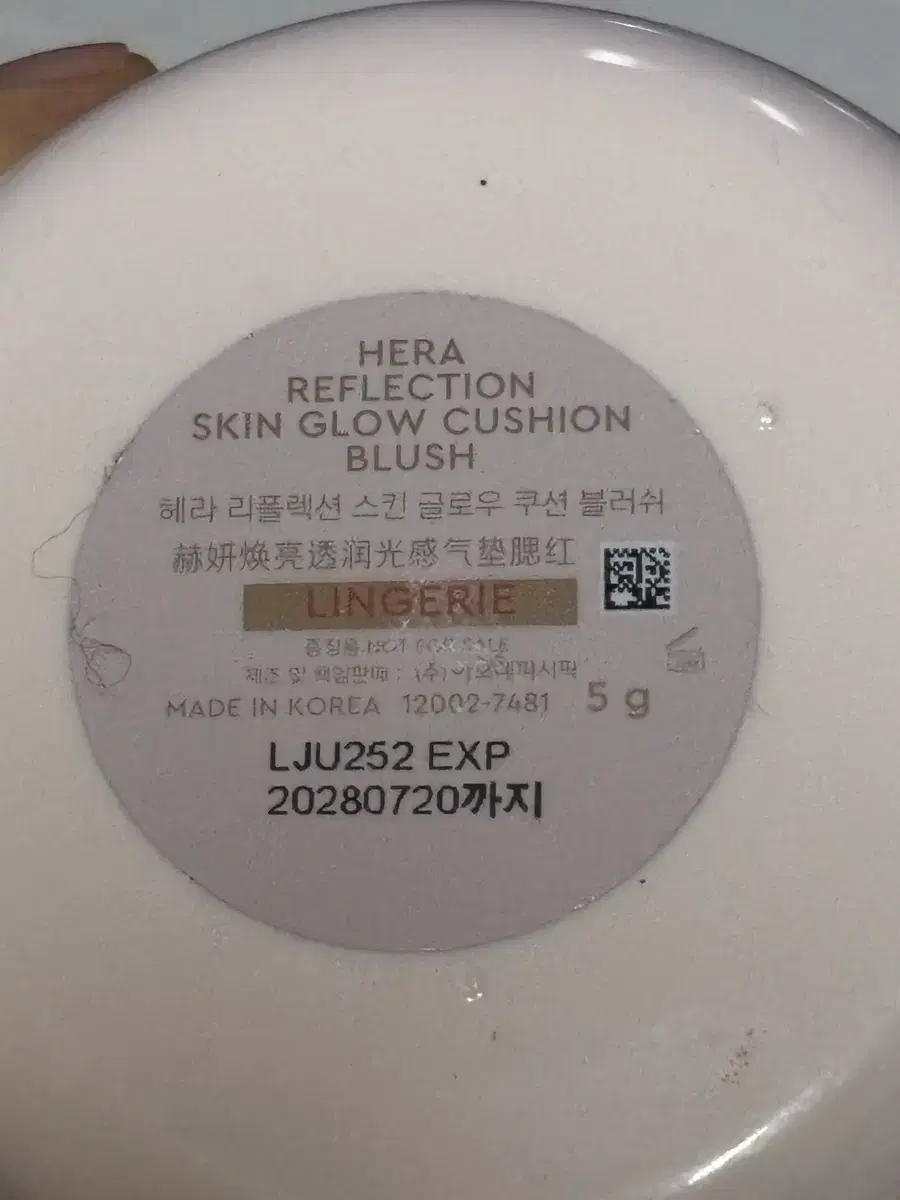 HERA
REFLECTION
SKIN GLOW CUSHION
BLUSH
헤라 리플렉션 스킨 글로우 쿠션 블러쉬
赫妍焕亮透润光感气垫腮红
LINGERIE
증정용.NOT FOR SALE
제조 및 책임판매 : (주)아모레퍼시픽
MADE IN KOREA 12002-7481 5 g
LJU252 EXP
20280720까지